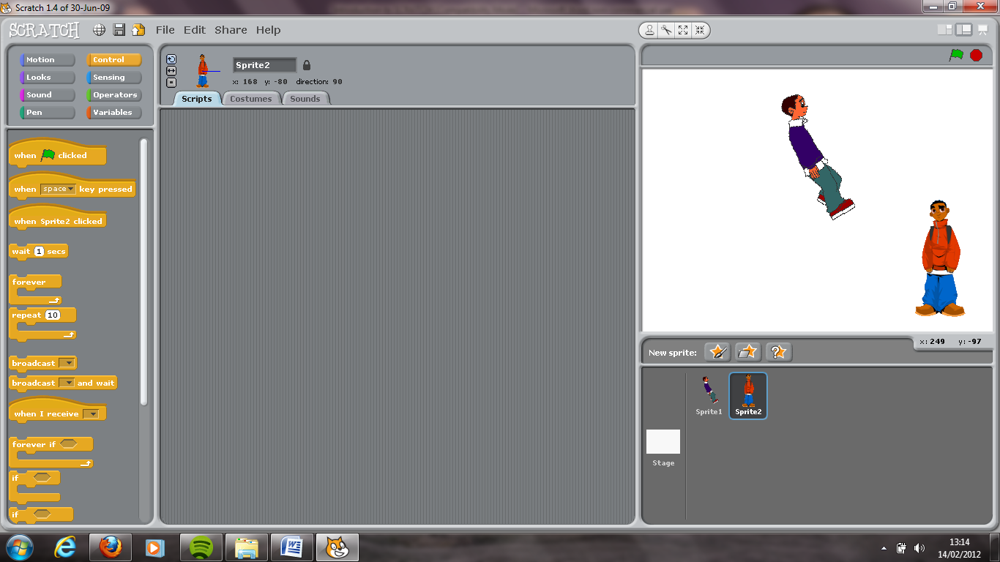 Scratch 1.4 of 30-Jun-09
SCRATCH File Edit Share Help
Motion Control
Looks Sensing
Sound Operators
Pen Variables
when clicked
when space key pressed
when Sprite2 clicked
wait 1 secs
forever
repeat 10
broadcast
broadcast and wait
when I receive
forever if
if
if
Sprite2
x: 168 y: -80 direction: 90
Scripts Costumes Sounds
x: 249 y: -97
New sprite:
Sprite1 Sprite2
Stage
13:14
14/02/2012